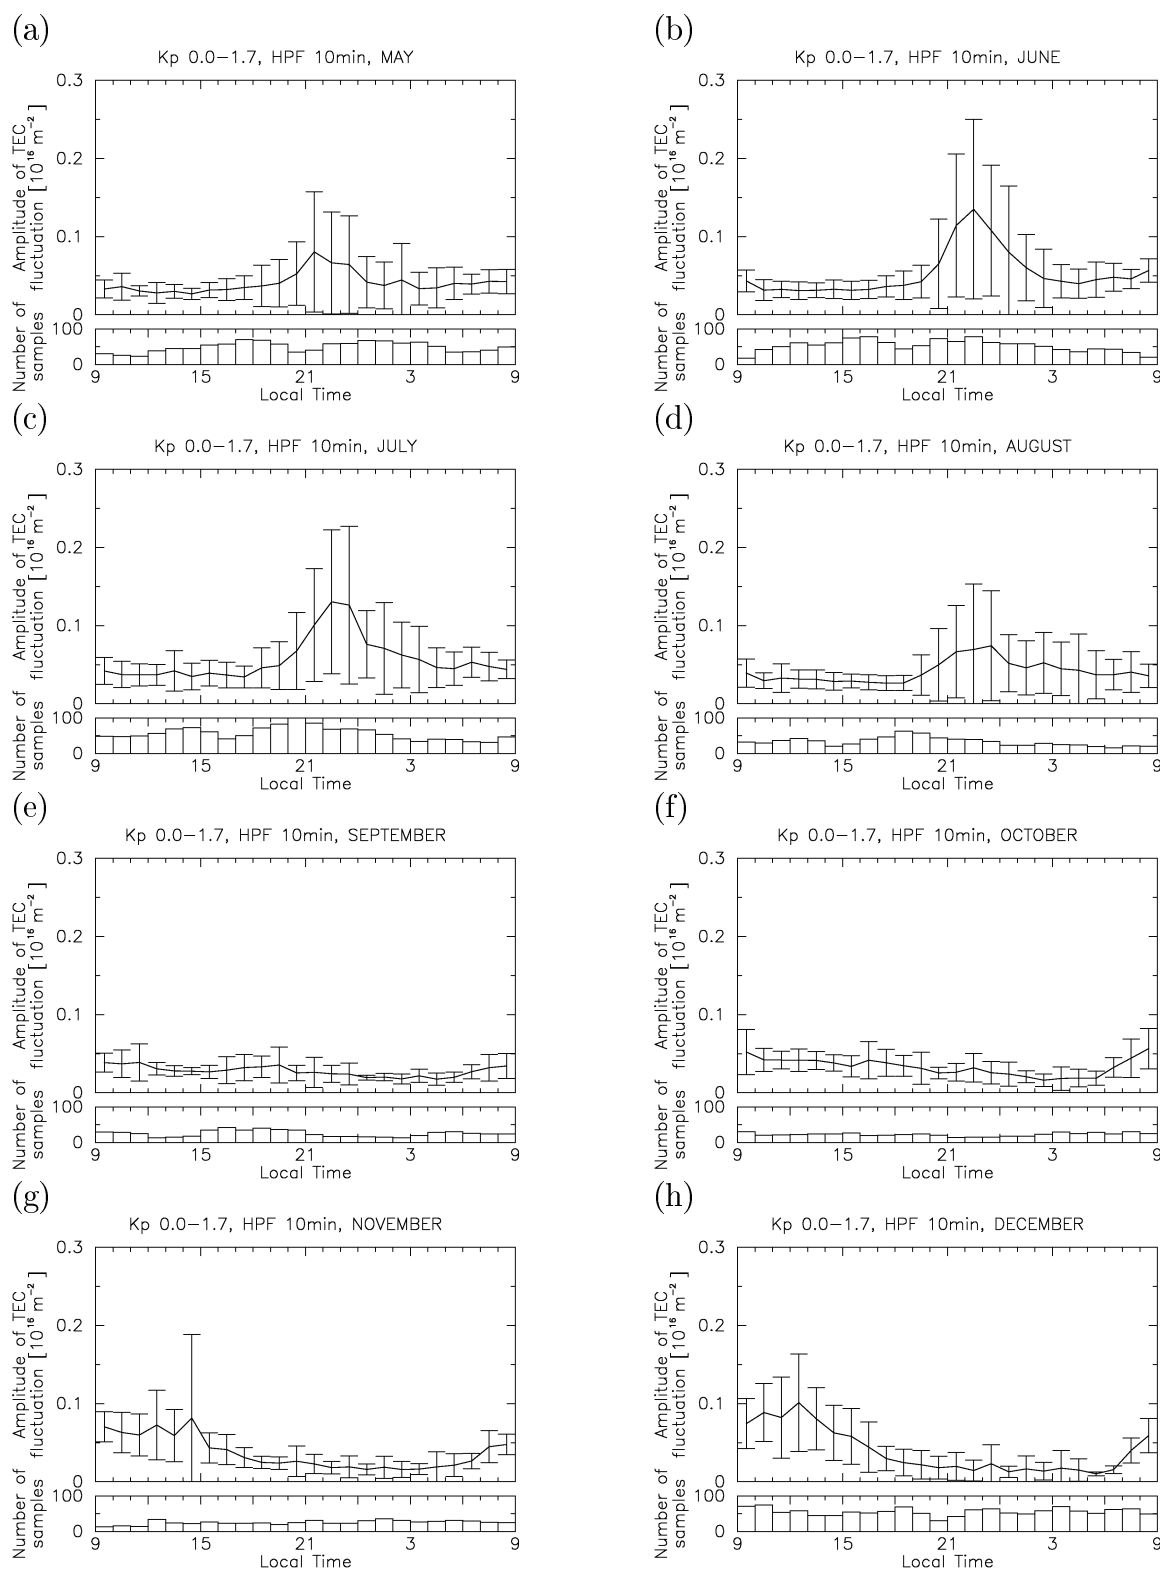 (a)
Kp 0.0−1.7, HPF 10min, MAY
Amplitude of TEC
fluctuation [10¹⁶ m⁻²]
0.3
0.2
0.1
0
Number of
samples
100
0
9 15 21 3 9
Local Time
(b)
Kp 0.0−1.7, HPF 10min, JUNE
Amplitude of TEC
fluctuation [10¹⁶ m⁻²]
0.3
0.2
0.1
0
Number of
samples
100
0
9 15 21 3 9
Local Time
(c)
Kp 0.0−1.7, HPF 10min, JULY
Amplitude of TEC
fluctuation [10¹⁶ m⁻²]
0.3
0.2
0.1
0
Number of
samples
100
0
9 15 21 3 9
Local Time
(d)
Kp 0.0−1.7, HPF 10min, AUGUST
Amplitude of TEC
fluctuation [10¹⁶ m⁻²]
0.3
0.2
0.1
0
Number of
samples
100
0
9 15 21 3 9
Local Time
(e)
Kp 0.0−1.7, HPF 10min, SEPTEMBER
Amplitude of TEC
fluctuation [10¹⁶ m⁻²]
0.3
0.2
0.1
0
Number of
samples
100
0
9 15 21 3 9
Local Time
(f)
Kp 0.0−1.7, HPF 10min, OCTOBER
Amplitude of TEC
fluctuation [10¹⁶ m⁻²]
0.3
0.2
0.1
0
Number of
samples
100
0
9 15 21 3 9
Local Time
(g)
Kp 0.0−1.7, HPF 10min, NOVEMBER
Amplitude of TEC
fluctuation [10¹⁶ m⁻²]
0.3
0.2
0.1
0
Number of
samples
100
0
9 15 21 3 9
Local Time
(h)
Kp 0.0−1.7, HPF 10min, DECEMBER
Amplitude of TEC
fluctuation [10¹⁶ m⁻²]
0.3
0.2
0.1
0
Number of
samples
100
0
9 15 21 3 9
Local Time